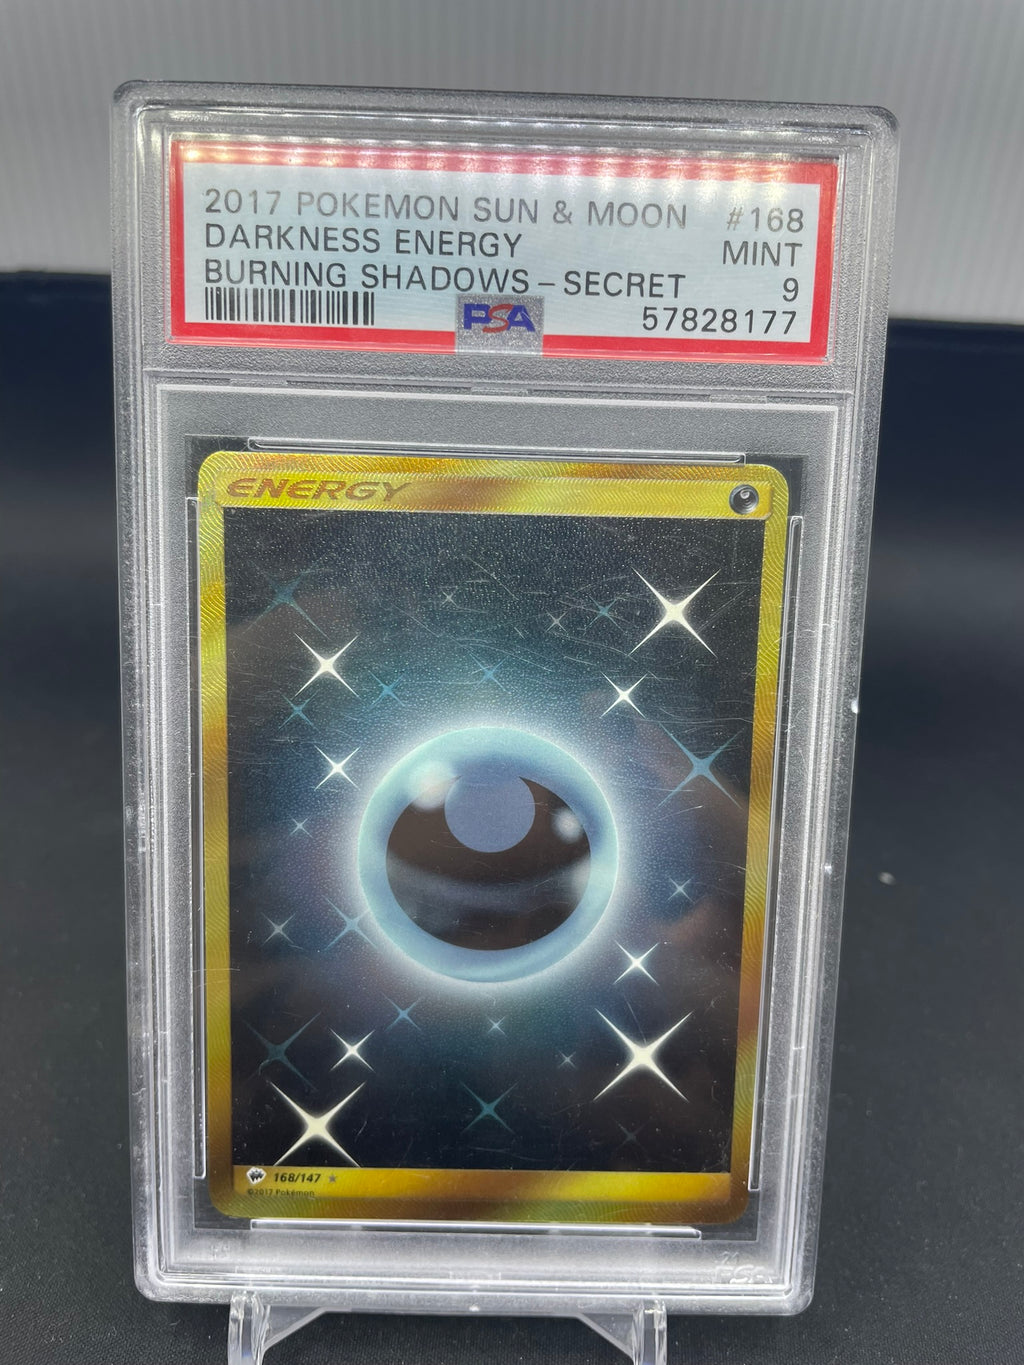 2017 POKEMON SUN & MOON #168
DARKNESS ENERGY MINT
BURNING SHADOWS – SECRET 9
PSA 57828177
ENERGY
168/147
©2017 Pokémon